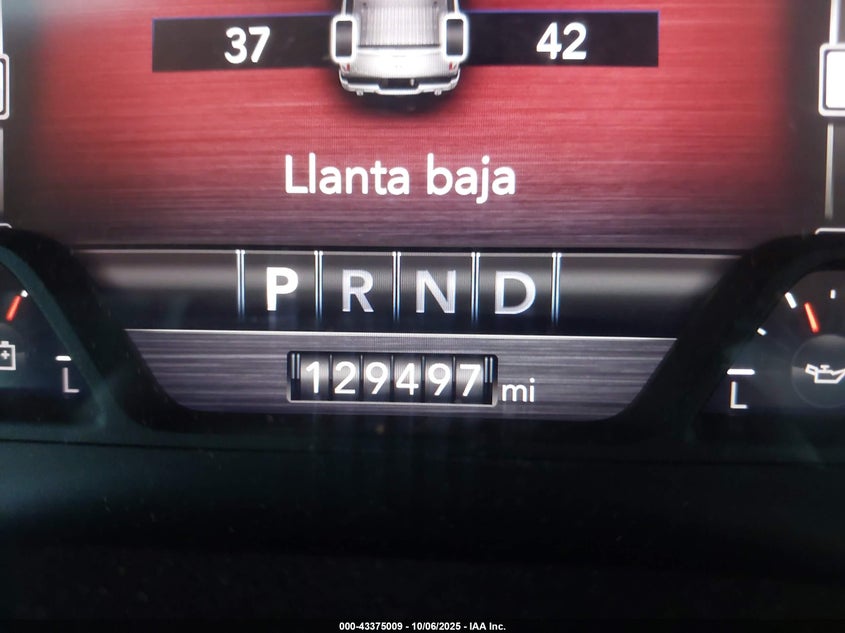 37 42
Llanta baja
P R N D
129497 mi
L L
000-43375009 - 10/06/2025 - IAA Inc.